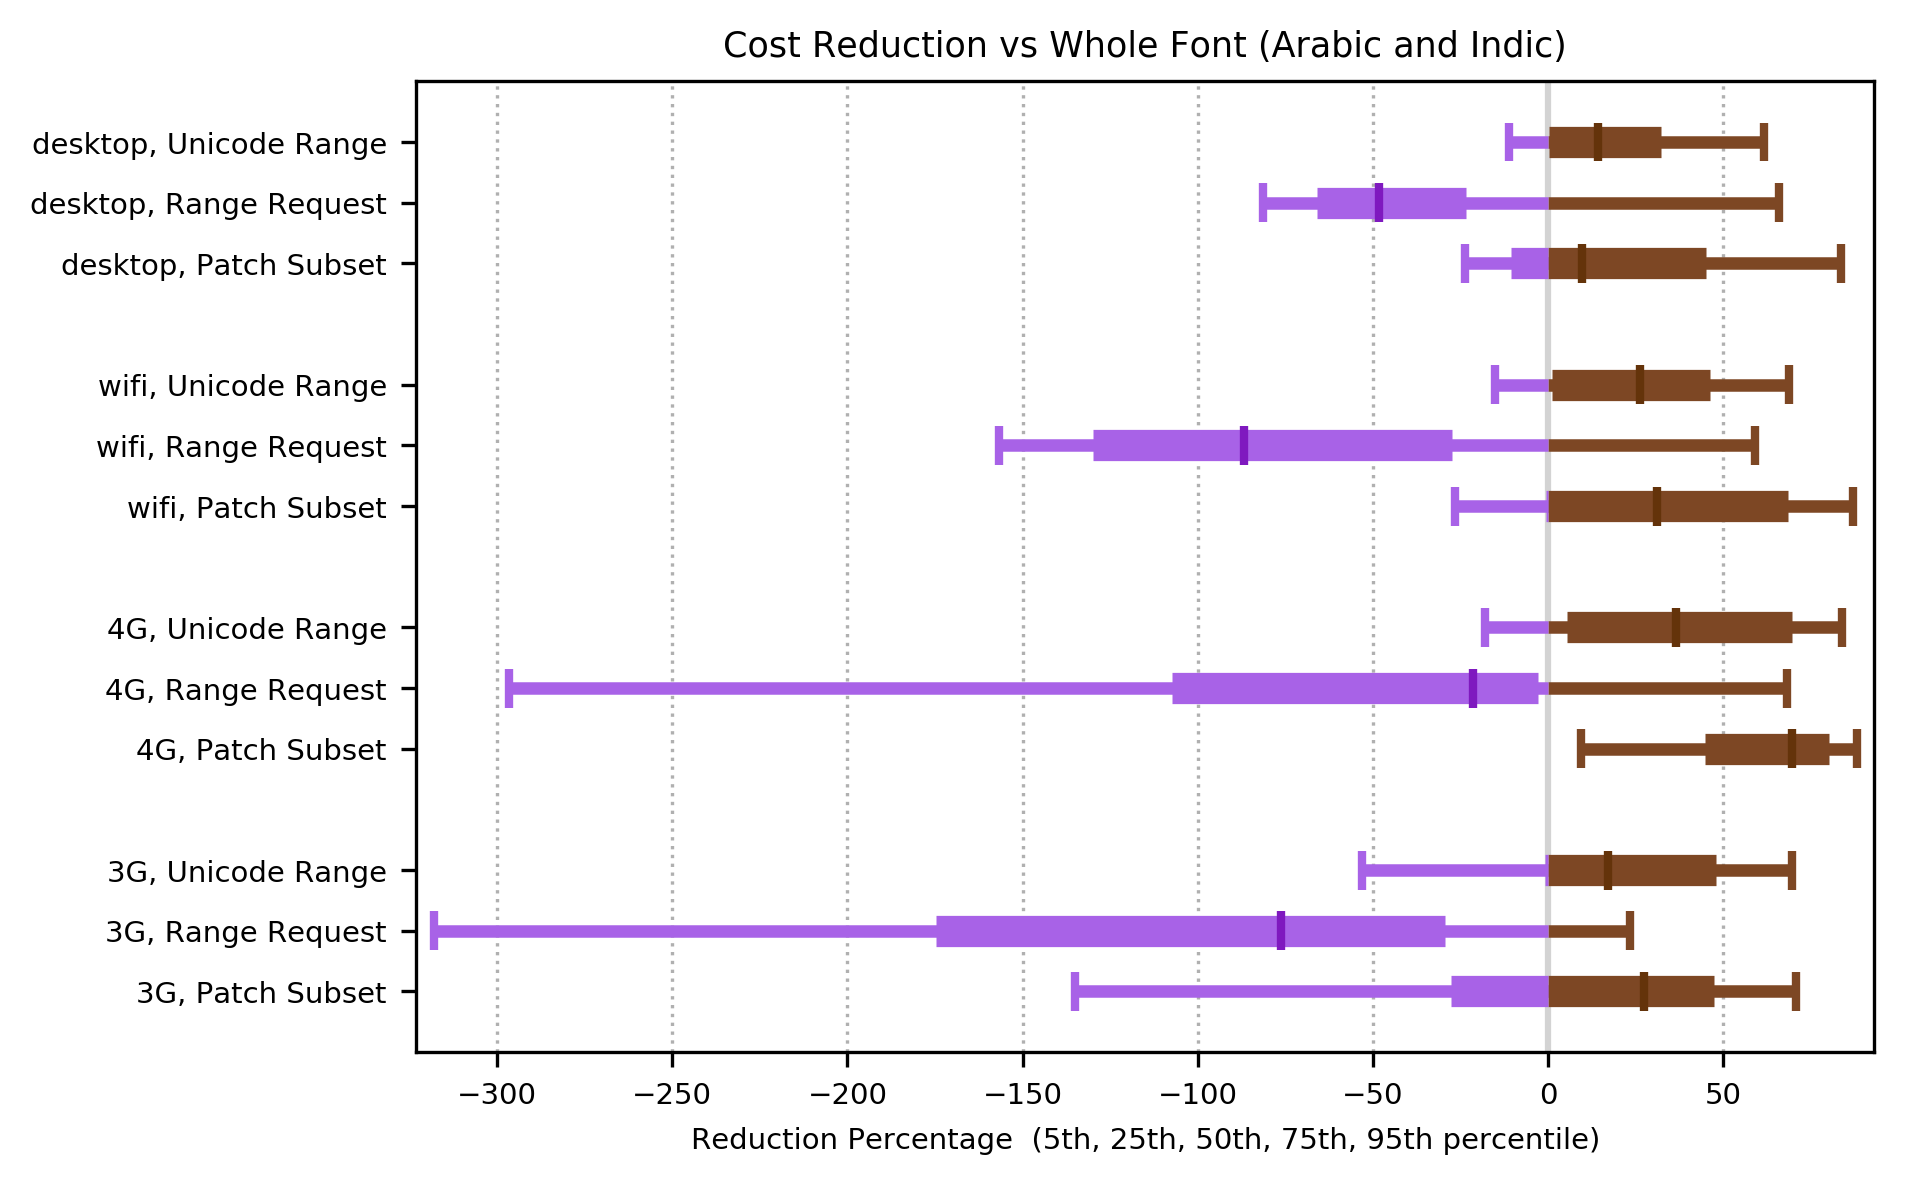 Cost Reduction vs Whole Font (Arabic and Indic)
desktop, Unicode Range
desktop, Range Request
desktop, Patch Subset
wifi, Unicode Range
wifi, Range Request
wifi, Patch Subset
4G, Unicode Range
4G, Range Request
4G, Patch Subset
3G, Unicode Range
3G, Range Request
3G, Patch Subset
−300 −250 −200 −150 −100 −50 0 50
Reduction Percentage  (5th, 25th, 50th, 75th, 95th percentile)